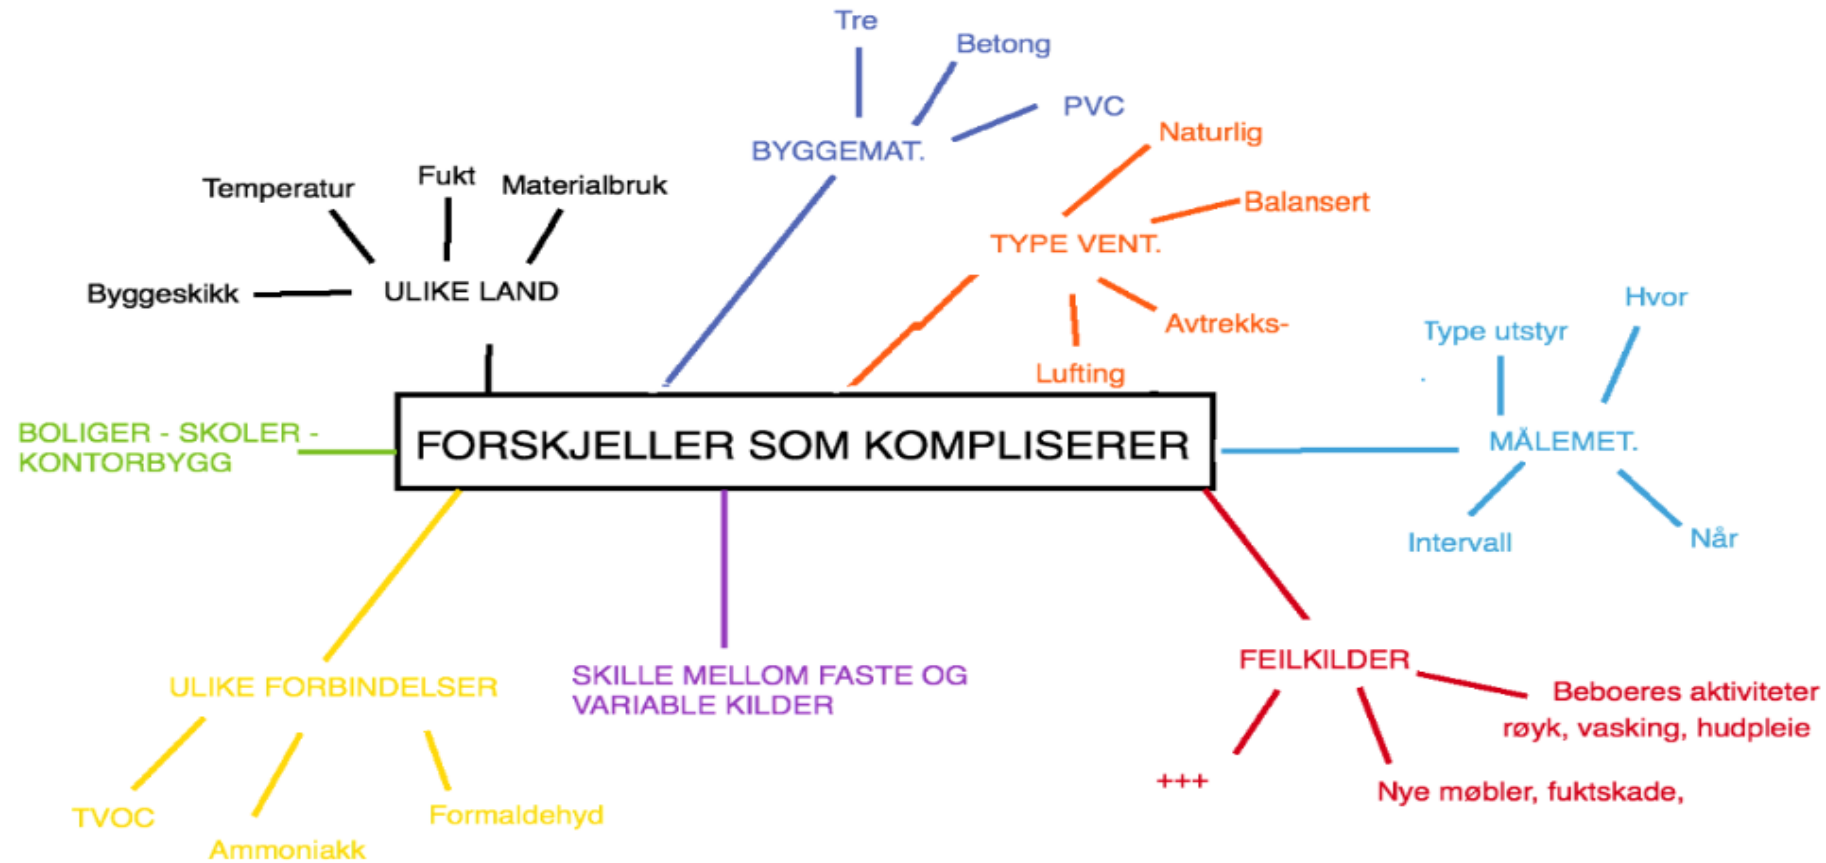 Tre
Betong
PVC
BYGGEMAT.
Naturlig
Balansert
TYPE VENT.
Avtrekks-
Lufting
Temperatur
Fukt
Materialbruk
Byggeskikk
ULIKE LAND
Hvor
Type utstyr
MÅLEMET.
Intervall
Når
BOLIGER - SKOLER -
KONTORBYGG
FORSKJELLER SOM KOMPLISERER
ULIKE FORBINDELSER
TVOC
Ammoniakk
Formaldehyd
SKILLE MELLOM FASTE OG
VARIABLE KILDER
FEILKILDER
Beboeres aktiviteter
røyk, vasking, hudpleie
+++
Nye møbler, fuktskade,